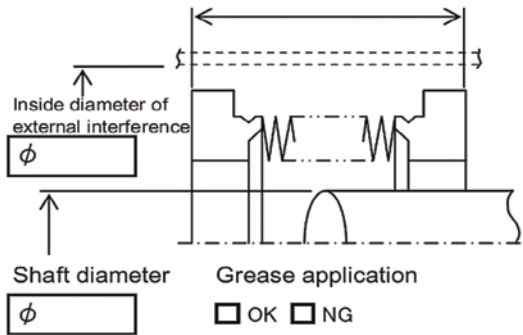 Inside diameter of
external interference
ϕ
Shaft diameter
ϕ
Grease application
OK NG